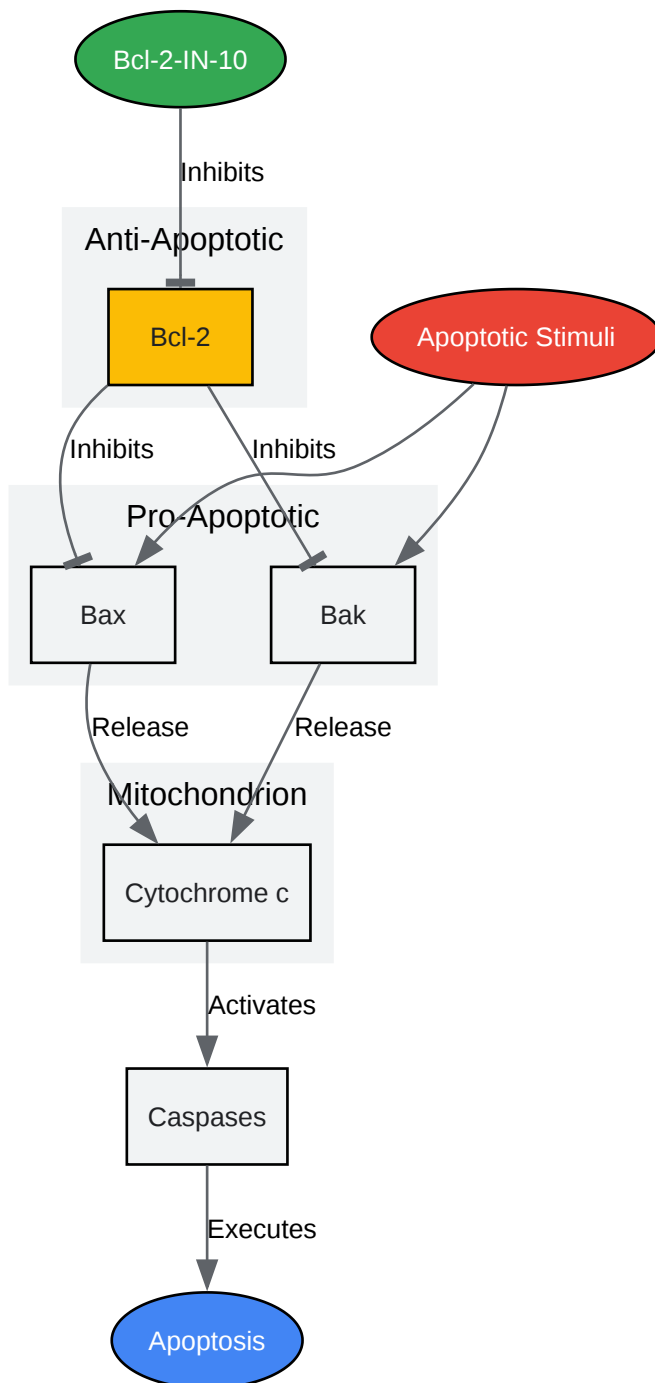 Bcl-2-IN-10
Inhibits
Anti-Apoptotic
Bcl-2
Apoptotic Stimuli
Inhibits
Inhibits
Pro-Apoptotic
Bax
Bak
Release
Release
Mitochondrion
Cytochrome c
Activates
Caspases
Executes
Apoptosis